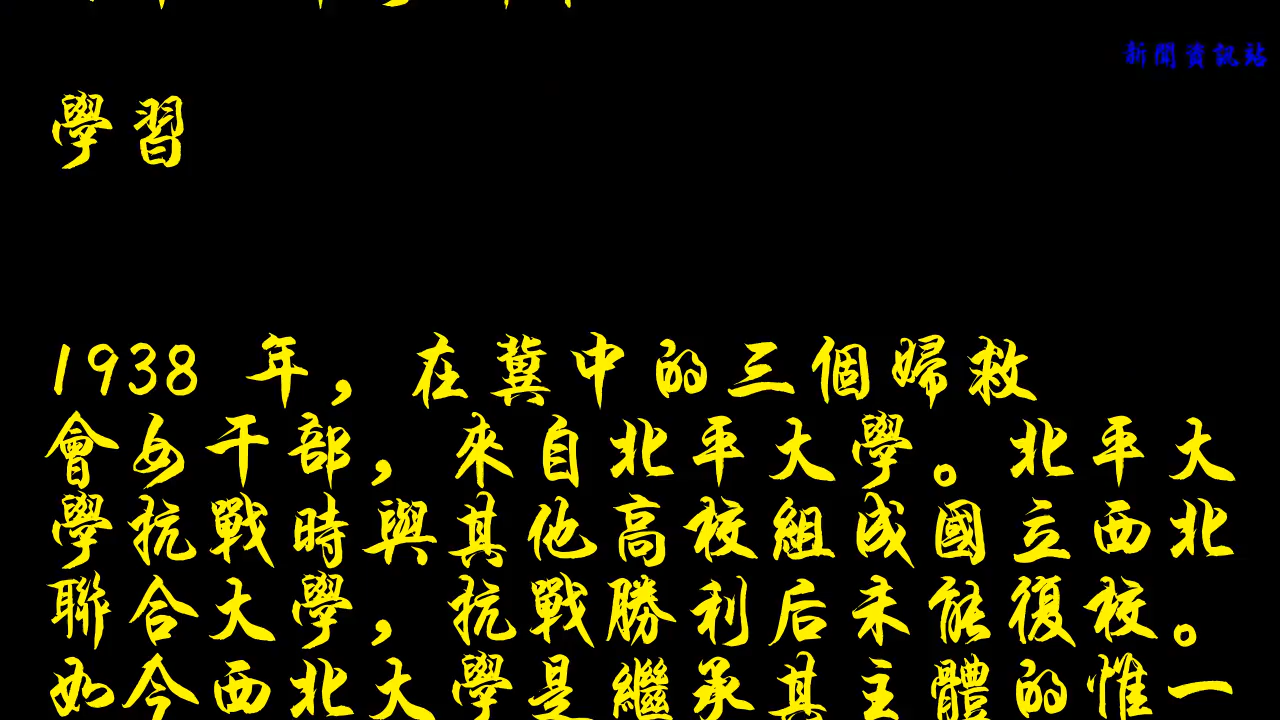 新聞資訊站
學習
1938 年，在冀中的三個婦救
會女干部，來自北平大學。北平大
學抗戰時與其他高校組成國立西北
聯合大學，抗戰勝利后未能復校。
如今西北大學是繼承其主體的惟一